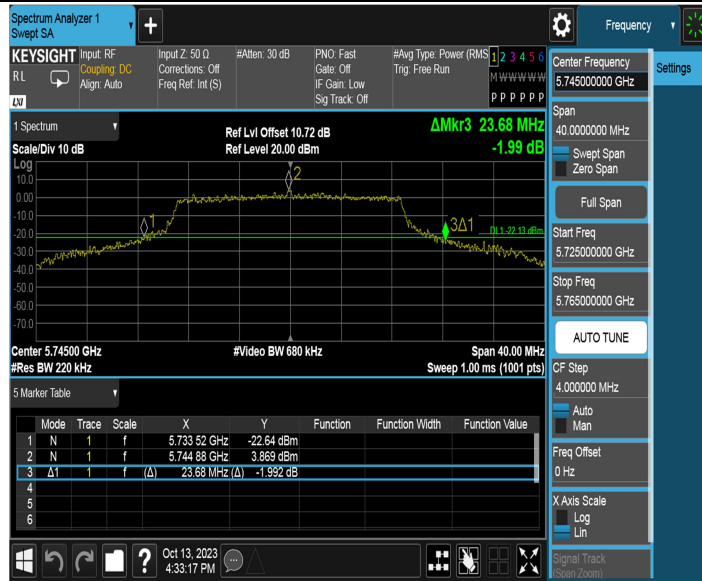 Spectrum Analyzer 1
Swept SA
+
Frequency
KEYSIGHT
RL
LXI
Input: RF
Coupling: DC
Align: Auto
Input Z: 50 Ω
Corrections: Off
Freq Ref: Int (S)
#Atten: 30 dB
PNO: Fast
Gate: Off
IF Gain: Low
Sig Track: Off
#Avg Type: Power (RMS
Trig: Free Run
1 2 3 4 5 6
M W W W W W
P P P P P P
1 Spectrum
Scale/Div 10 dB
Ref Lvl Offset 10.72 dB
Ref Level 20.00 dBm
ΔMkr3 23.68 MHz
-1.99 dB
Log
10.0
0.00
-10.0
-20.0
-30.0
-40.0
-50.0
-60.0
-70.0
1
2
3Δ1
DL1 -22.13 dBm
Center 5.74500 GHz
#Res BW 220 kHz
#Video BW 680 kHz
Span 40.00 MHz
Sweep 1.00 ms (1001 pts)
5 Marker Table
Mode Trace Scale X Y Function Function Width Function Value
1 N 1 f 5.733 52 GHz -22.64 dBm
2 N 1 f 5.744 88 GHz 3.869 dBm
3 Δ1 1 f (Δ) 23.68 MHz (Δ) -1.992 dB
4
5
6
Oct 13, 2023
4:33:17 PM
?
Center Frequency
5.745000000 GHz
Settings
Span
40.0000000 MHz
Swept Span
Zero Span
Full Span
Start Freq
5.725000000 GHz
Stop Freq
5.765000000 GHz
AUTO TUNE
CF Step
4.000000 MHz
Auto
Man
Freq Offset
0 Hz
X Axis Scale
Log
Lin
Signal Track
(Span Zoom)